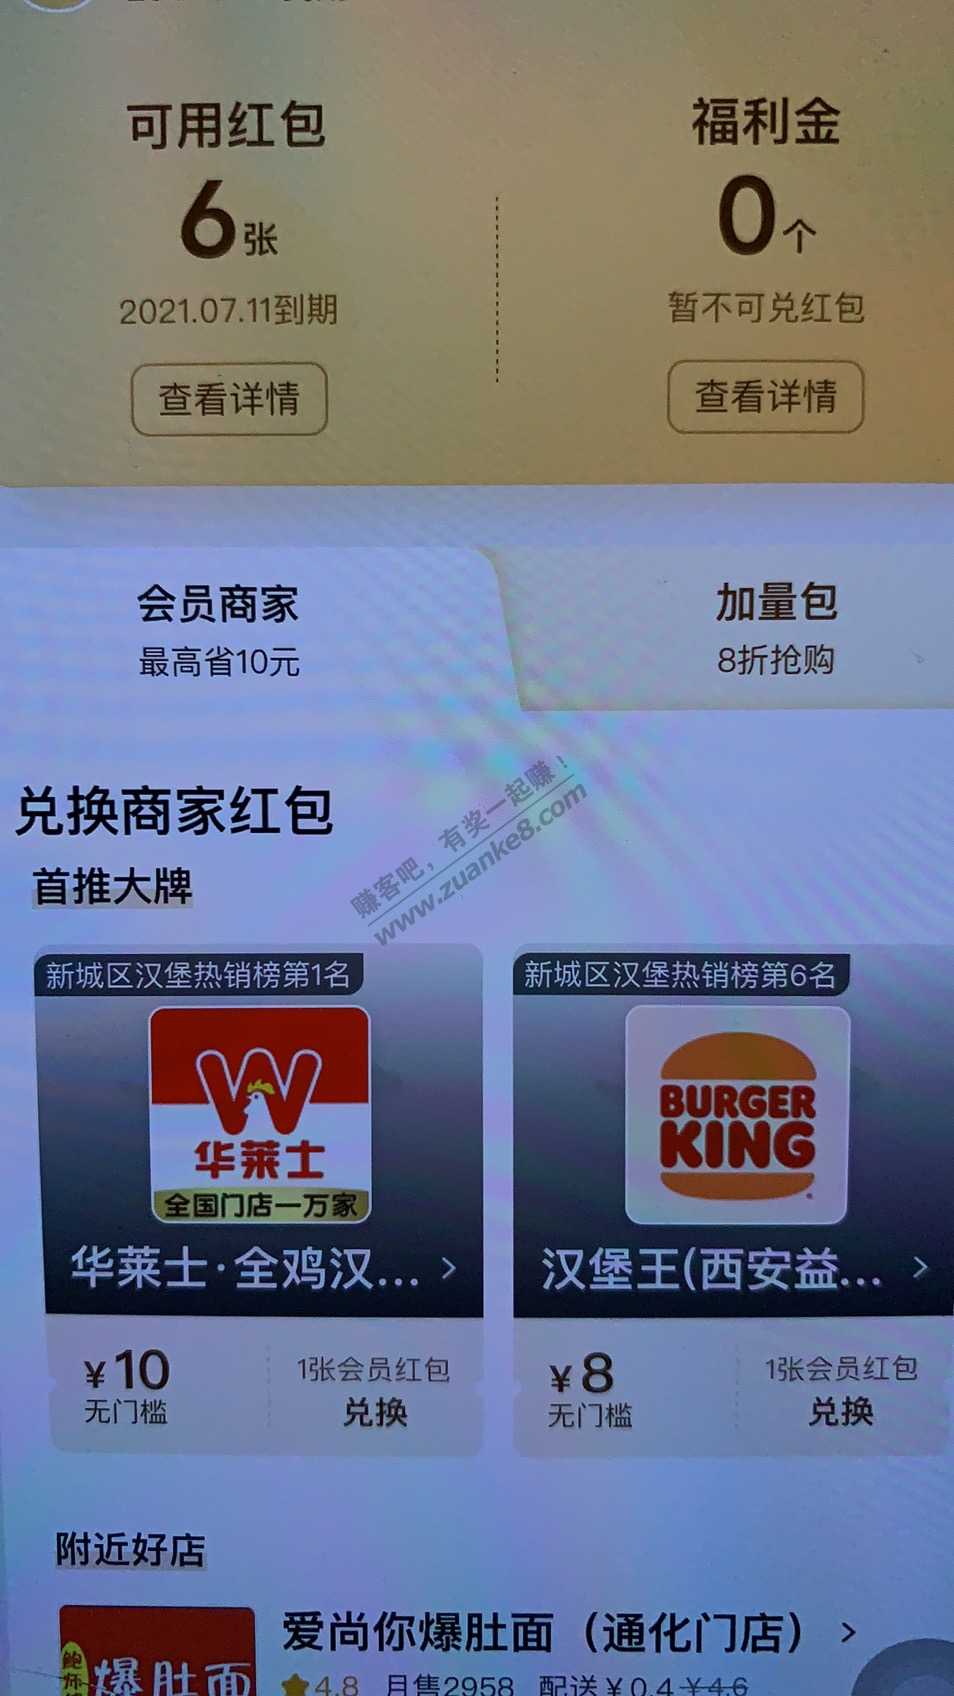 可用红包
福利金
6张
0个
2021.07.11到期
暂不可兑红包
查看详情
查看详情
会员商家
加量包
最高省10元
8折抢购
兑换商家红包
首推大牌
赚客吧，有奖一起赚！
www.zuanke8.com
新城区汉堡热销榜第1名
新城区汉堡热销榜第6名
W
华莱士
全国门店一万家
BURGER
KING
华莱士·全鸡汉... >
汉堡王(西安益... >
¥10
1张会员红包
¥8
1张会员红包
无门槛
兑换
无门槛
兑换
附近好店
爱尚你爆肚面（通化门店） >
爆肚面
4.8 月售2958 配送¥0.4 ¥4.6